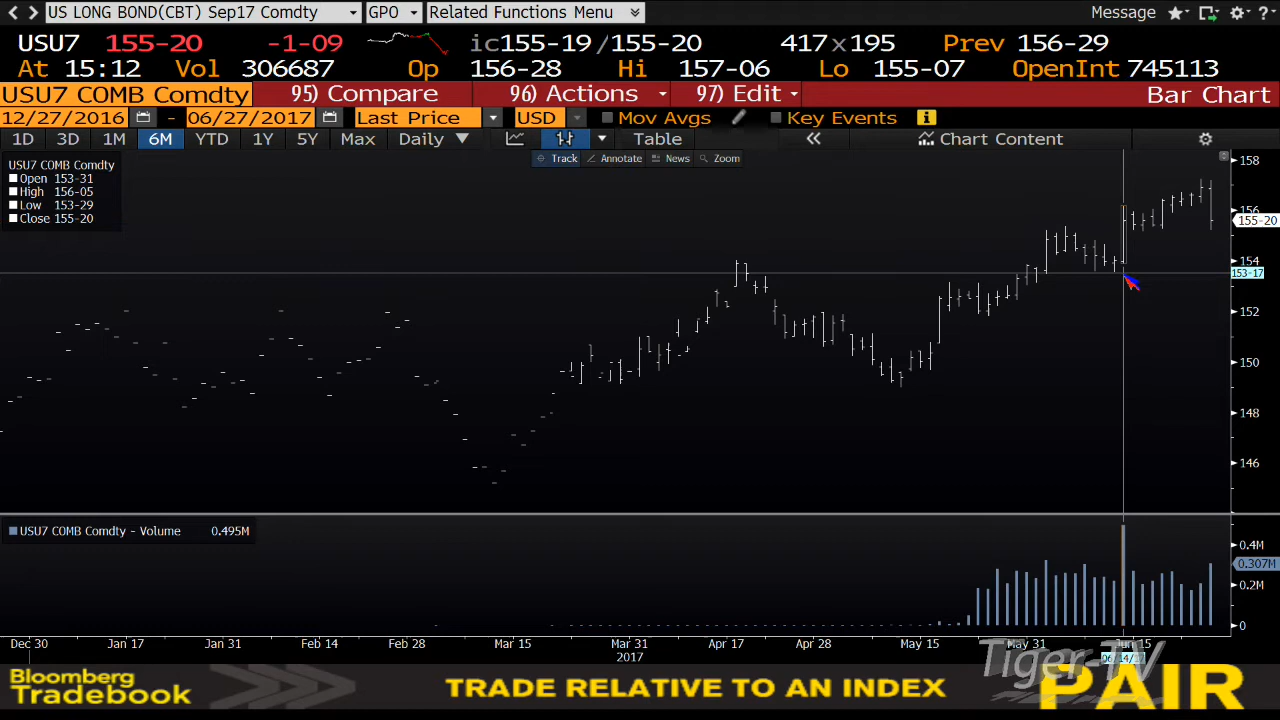 US LONG BOND(CBT) Sep17 Comdty GPO Related Functions Menu Message
USU7 155-20 -1-09 ic155-19/155-20 417x195 Prev 156-29
At 15:12 Vol 306687 Op 156-28 Hi 157-06 Lo 155-07 OpenInt 745113
USU7 COMB Comdty 95) Compare 96) Actions 97) Edit Bar Chart
12/27/2016 - 06/27/2017 Last Price USD Mov Avgs Key Events
1D 3D 1M 6M YTD 1Y 5Y Max Daily Table Chart Content
Track Annotate News Zoom
USU7 COMB Comdty
Open 153-31
High 156-05
Low 153-29
Close 155-20
158
156
155-20
154
153-17
152
150
148
146
USU7 COMB Comdty - Volume 0.495M
0.4M
0.307M
0.2M
0
Dec 30 Jan 17 Jan 31 Feb 14 Feb 28 Mar 15 Mar 31 Apr 17 Apr 28 May 15 May 31 Jun 15
2017 06/14/17
Tiger-TV
Bloomberg
Tradebook
TRADE RELATIVE TO AN INDEX
PAIR